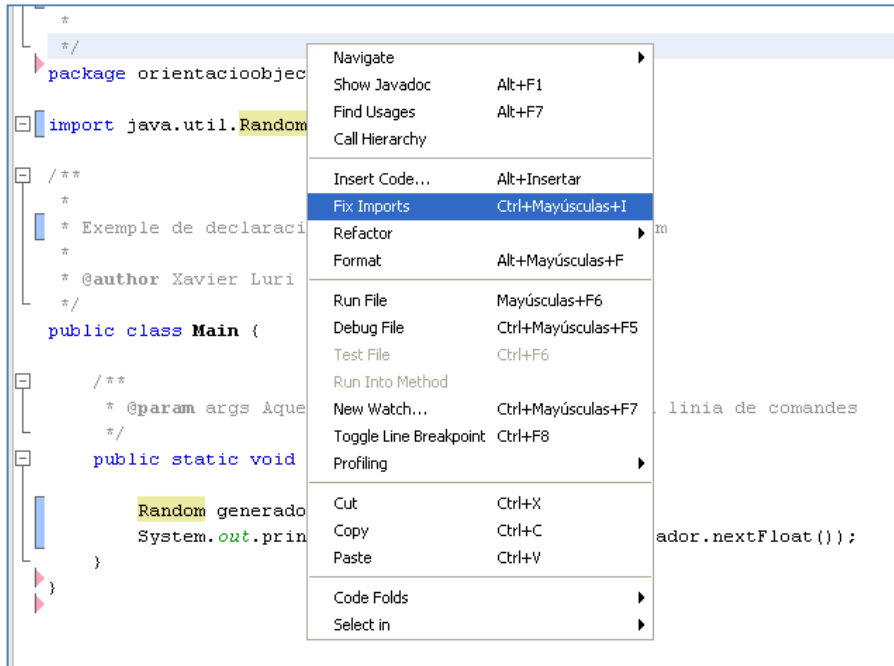 *
*/
package orientacioobjec
import java.util.Random
/**
*
* Exemple de declaraci m
*
* @author Xavier Luri
*/
public class Main {
/**
* @param args Aque linia de comandes
*/
public static void
Random generado
System.out.prin ador.nextFloat());
}
}
Navigate
Show Javadoc Alt+F1
Find Usages Alt+F7
Call Hierarchy
Insert Code... Alt+Insertar
Fix Imports Ctrl+Mayúsculas+I
Refactor
Format Alt+Mayúsculas+F
Run File Mayúsculas+F6
Debug File Ctrl+Mayúsculas+F5
Test File Ctrl+F6
Run Into Method
New Watch... Ctrl+Mayúsculas+F7
Toggle Line Breakpoint Ctrl+F8
Profiling
Cut Ctrl+X
Copy Ctrl+C
Paste Ctrl+V
Code Folds
Select in